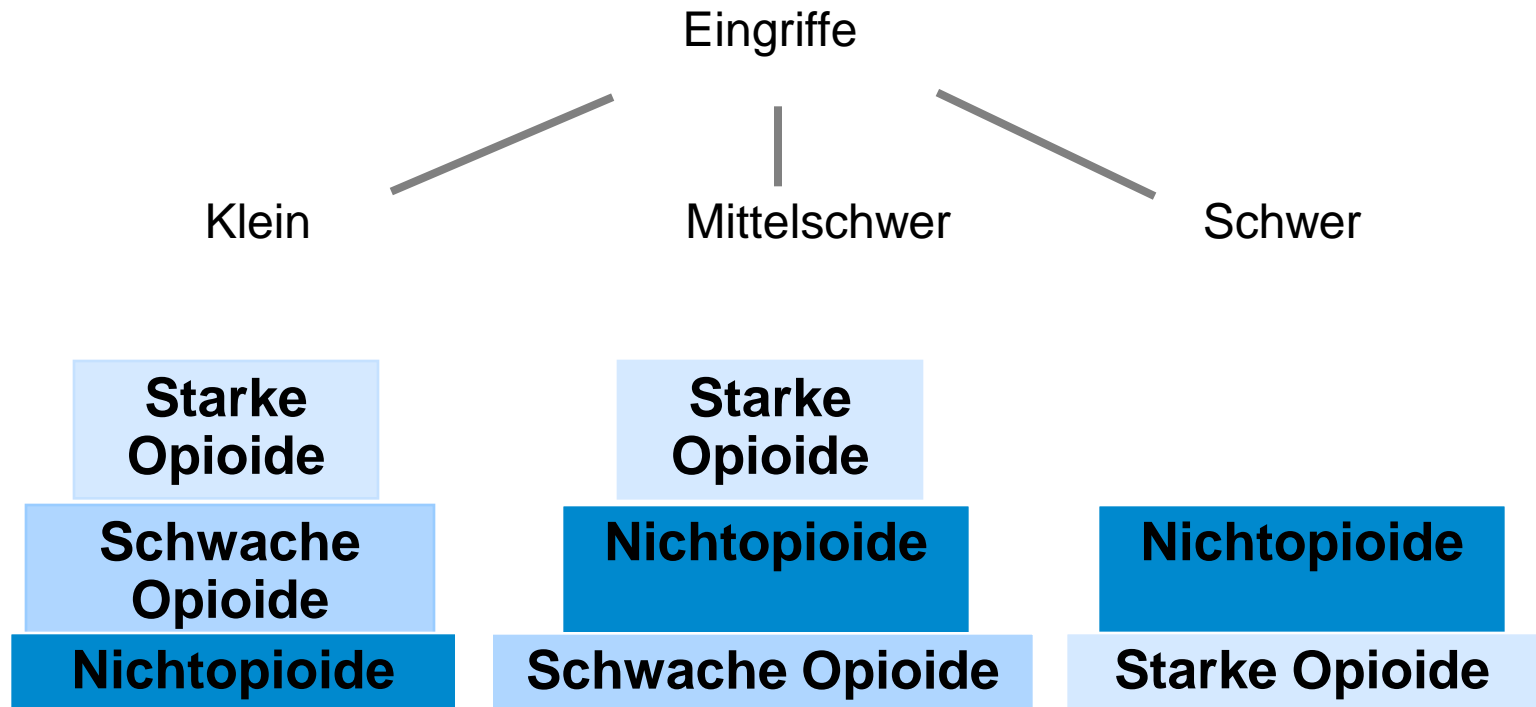 Eingriffe
Klein
Mittelschwer
Schwer
Starke
Opioide
Schwache
Opioide
Nichtopioide
Starke
Opioide
Nichtopioide
Schwache Opioide
Nichtopioide
Starke Opioide